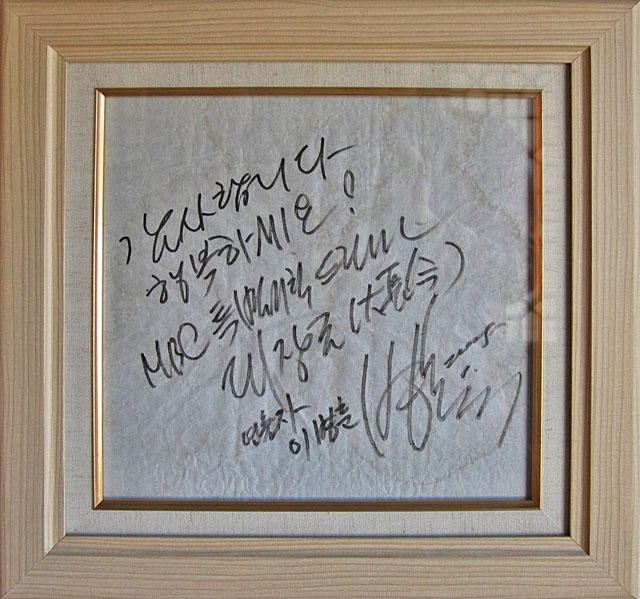 감사합니다
행복하세요!
MBC 특별기획 드라마
대장금 (大長今)
연출자 이병훈
2005